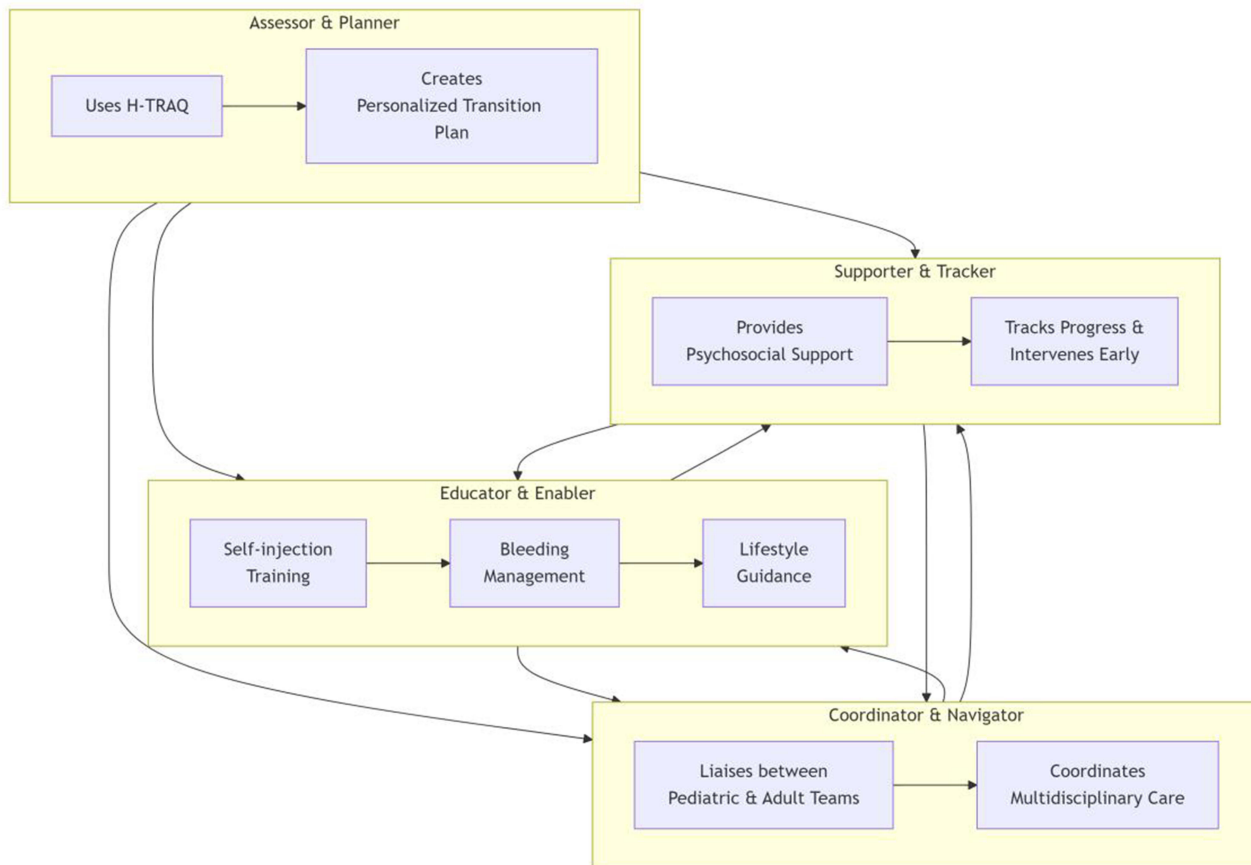 Assessor & Planner
Uses H-TRAQ
Creates
Personalized Transition
Plan
Supporter & Tracker
Provides
Psychosocial Support
Tracks Progress &
Intervenes Early
Educator & Enabler
Self-injection
Training
Bleeding
Management
Lifestyle
Guidance
Coordinator & Navigator
Liaises between
Pediatric & Adult Teams
Coordinates
Multidisciplinary Care